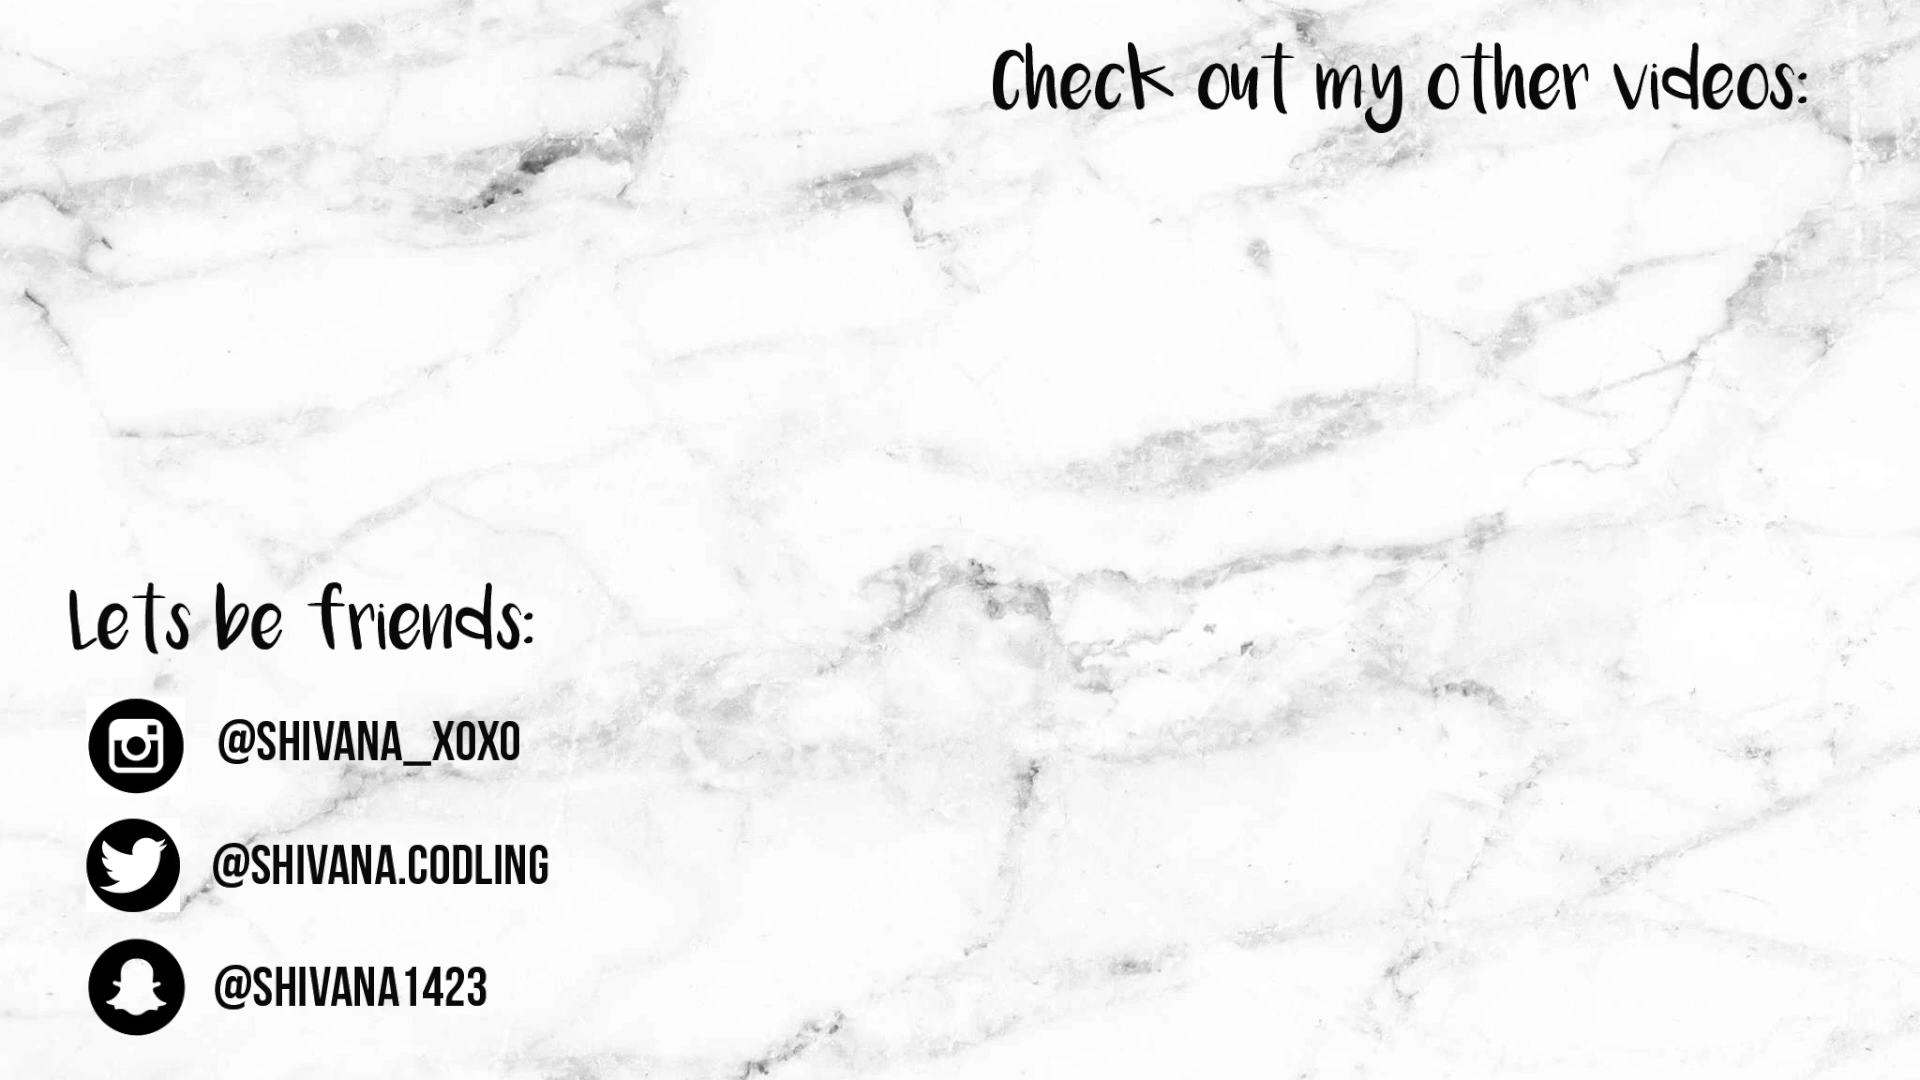 Check out my other videos:
Lets be friends:
@SHIVANA_XOXO
@SHIVANA.CODLING
@SHIVANA1423